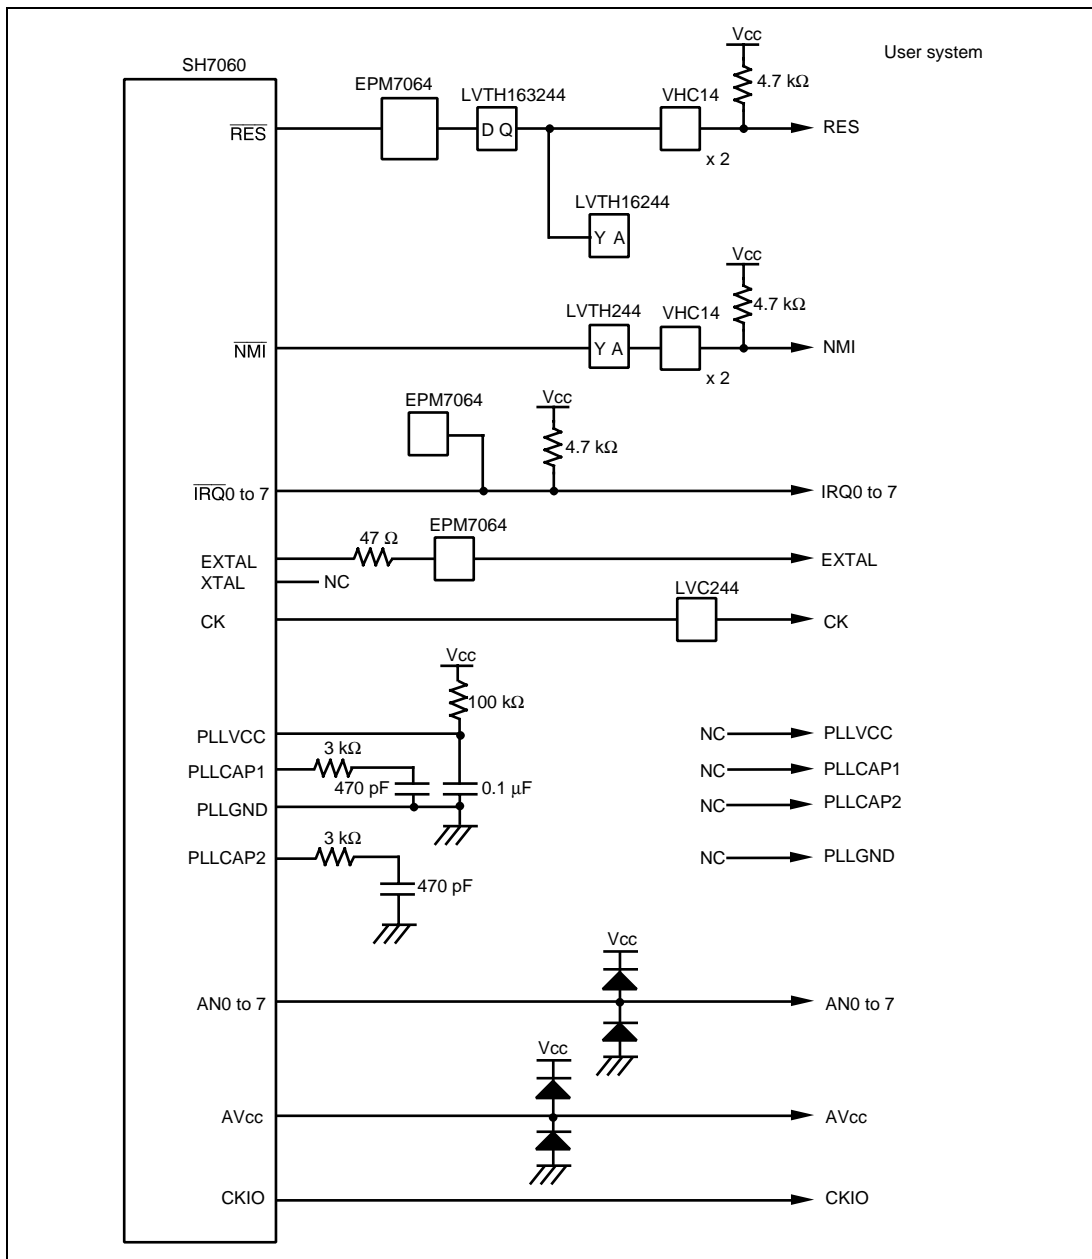 User system
SH7060
Vcc
4.7 kΩ
EPM7064
LVTH163244
VHC14
RES
D Q
x 2
RES
LVTH16244
Y A
Vcc
4.7 kΩ
LVTH244
VHC14
NMI
Y A
x 2
NMI
EPM7064
Vcc
4.7 kΩ
IRQ0 to 7
IRQ0 to 7
47 Ω
EPM7064
EXTAL
EXTAL
XTAL
NC
LVC244
CK
CK
Vcc
100 kΩ
PLLVCC
NC
PLLVCC
3 kΩ
PLLCAP1
470 pF
0.1 µF
NC
PLLCAP1
PLLGND
NC
PLLCAP2
3 kΩ
PLLCAP2
NC
PLLGND
470 pF
Vcc
AN0 to 7
AN0 to 7
Vcc
AVcc
AVcc
CKIO
CKIO